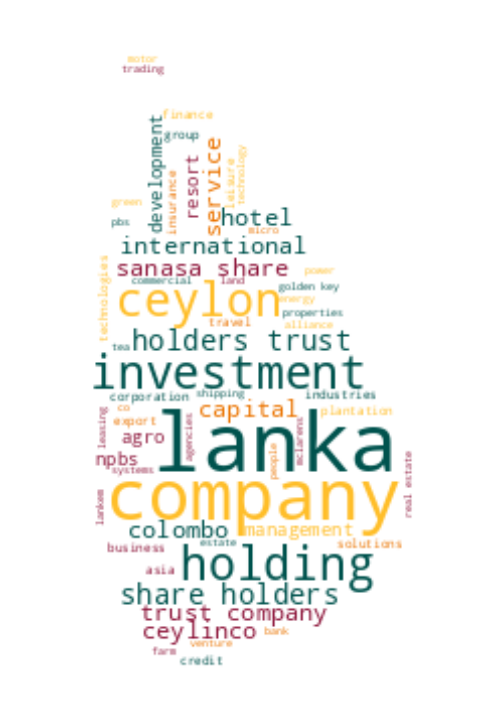 motor
trading
finance
development
group
service
resort
insurance
leisure
technology
green
pbs
hotel
micro
international
sanasa share
power
commercial
land
golden key
technologies
ceylon
energy
properties
travel
alliance
tea
holders trust
investment
corporation
shipping
industries
co
capital
plantation
export
leasing
agencies
lanka
mclarens
agro
people
npbs
systems
real estate
company
lankem
colombo
management
estate
solutions
business
asia
holding
share holders
trust company
ceylinco
bank
venture
farm
credit